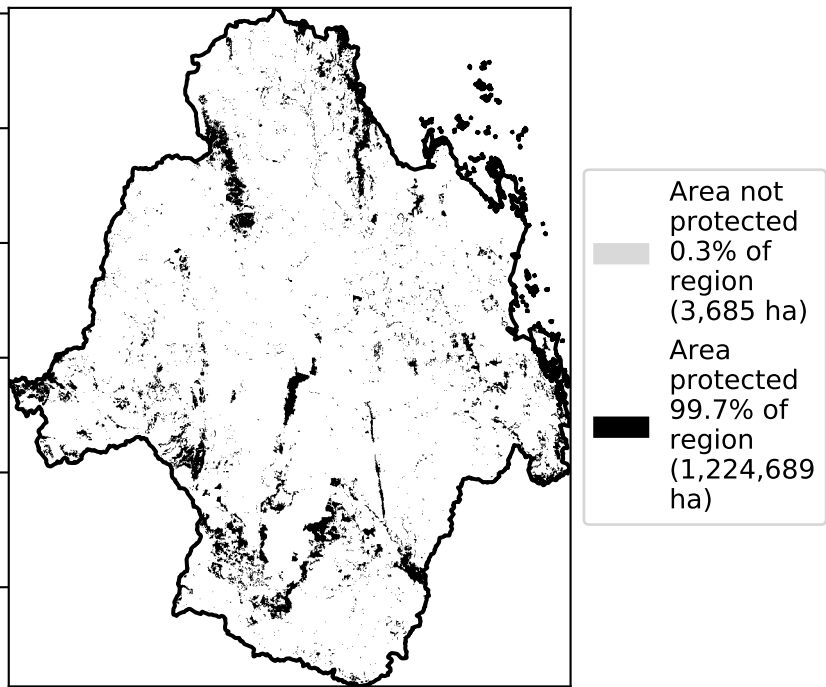 Area not
protected
0.3% of
region
(3,685 ha)
Area
protected
99.7% of
region
(1,224,689
ha)